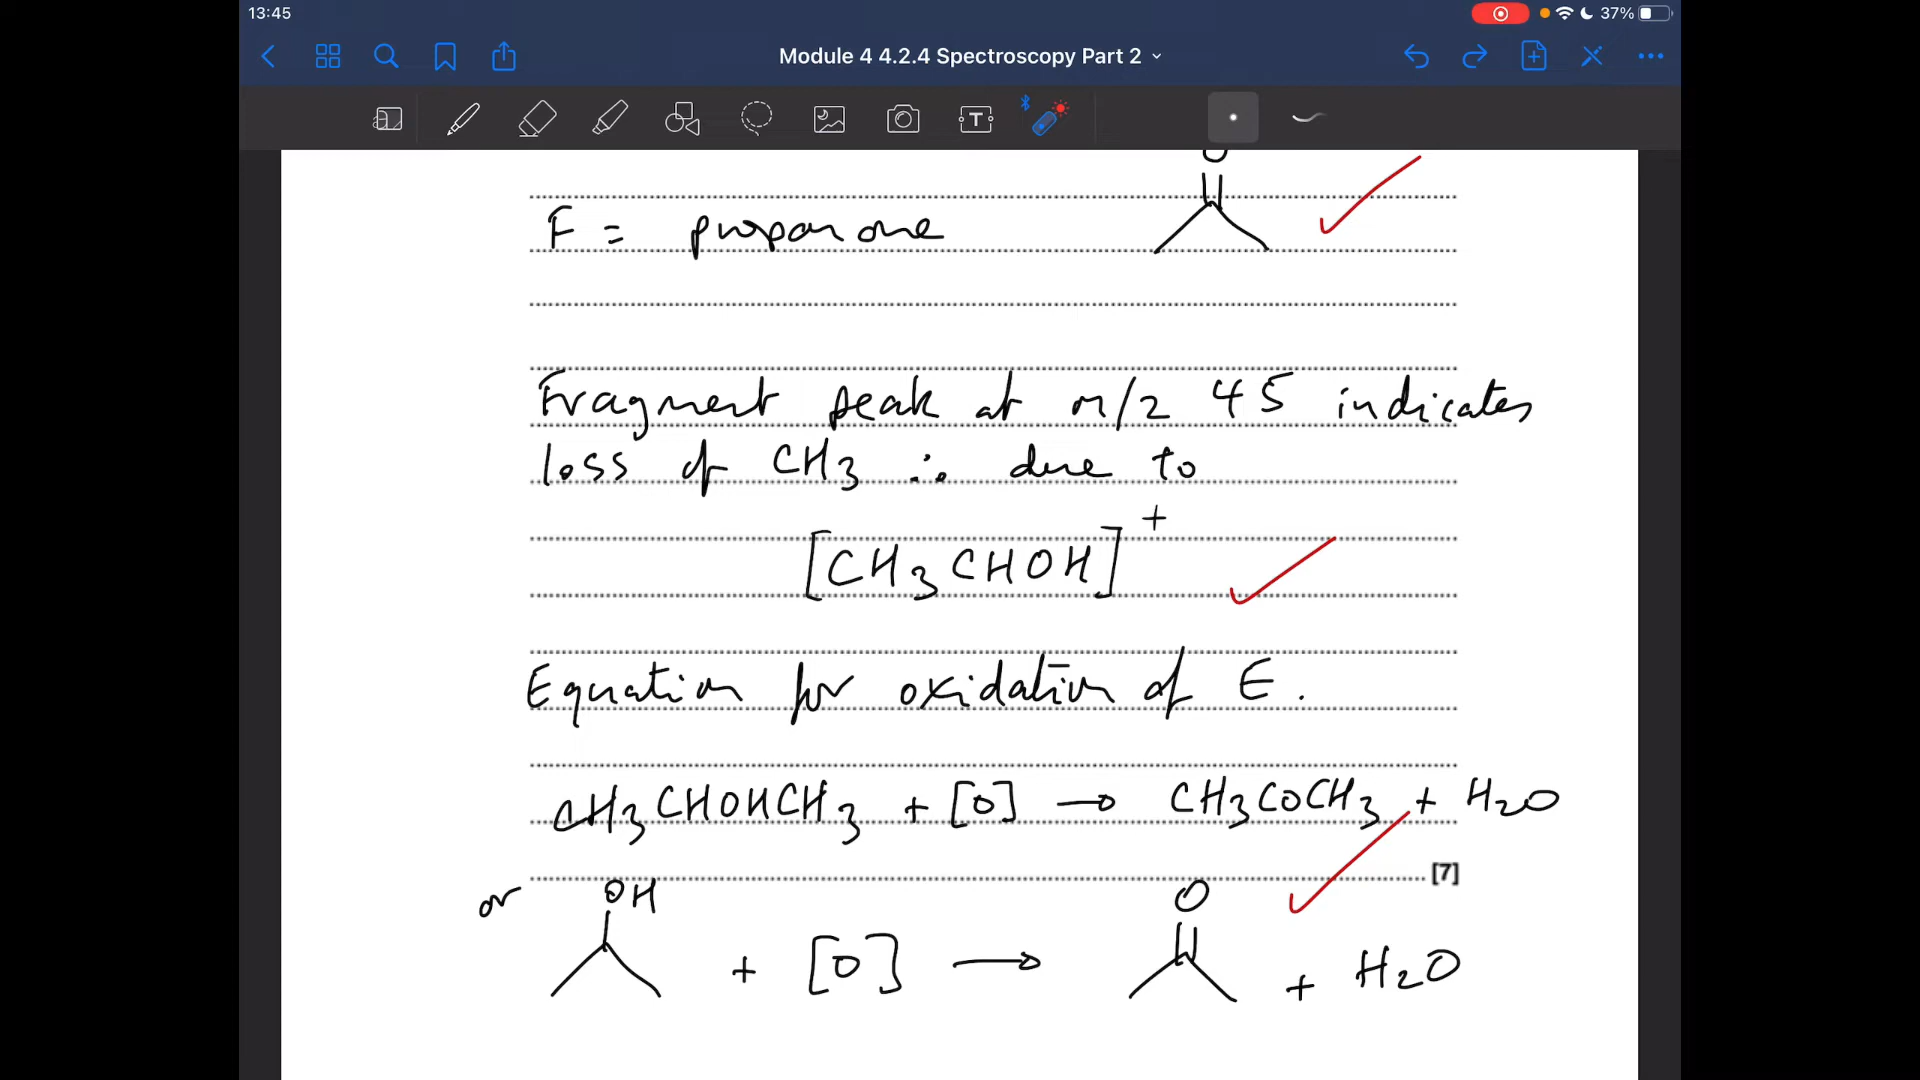 13:45
37%
Module 4 4.2.4 Spectroscopy Part 2
O
F = propanone
Fragment peak at m/z 45 indicates
loss of CH3 ∴ due to
[CH3CHOH]+
Equation for oxidation of E.
CH3CHOHCH3 + [O] → CH3COCH3 + H2O
[7]
or OH O
+ [O] → + H2O